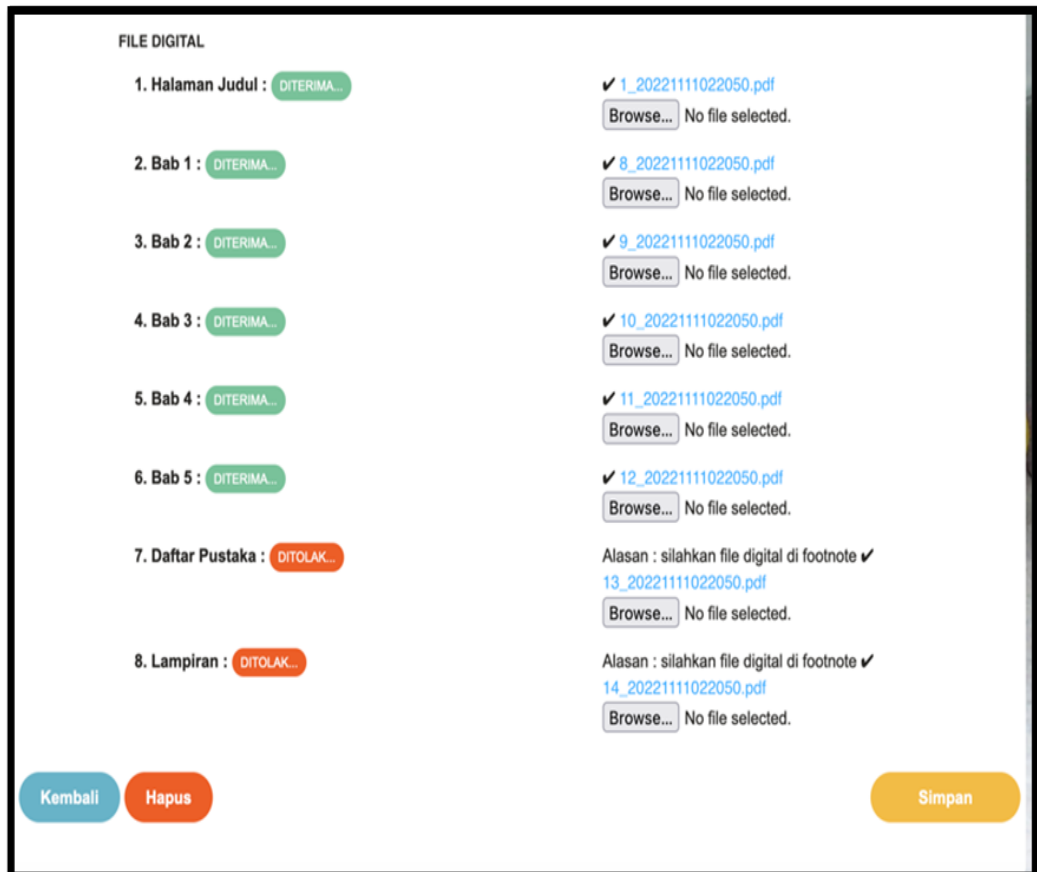 FILE DIGITAL
1. Halaman Judul : DITERIMA... ✔ 1_20221111022050.pdf
Browse... No file selected.
2. Bab 1 : DITERIMA... ✔ 8_20221111022050.pdf
Browse... No file selected.
3. Bab 2 : DITERIMA... ✔ 9_20221111022050.pdf
Browse... No file selected.
4. Bab 3 : DITERIMA... ✔ 10_20221111022050.pdf
Browse... No file selected.
5. Bab 4 : DITERIMA... ✔ 11_20221111022050.pdf
Browse... No file selected.
6. Bab 5 : DITERIMA... ✔ 12_20221111022050.pdf
Browse... No file selected.
7. Daftar Pustaka : DITOLAK... Alasan : silahkan file digital di footnote ✔
13_20221111022050.pdf
Browse... No file selected.
8. Lampiran : DITOLAK... Alasan : silahkan file digital di footnote ✔
14_20221111022050.pdf
Browse... No file selected.
Kembali Hapus Simpan